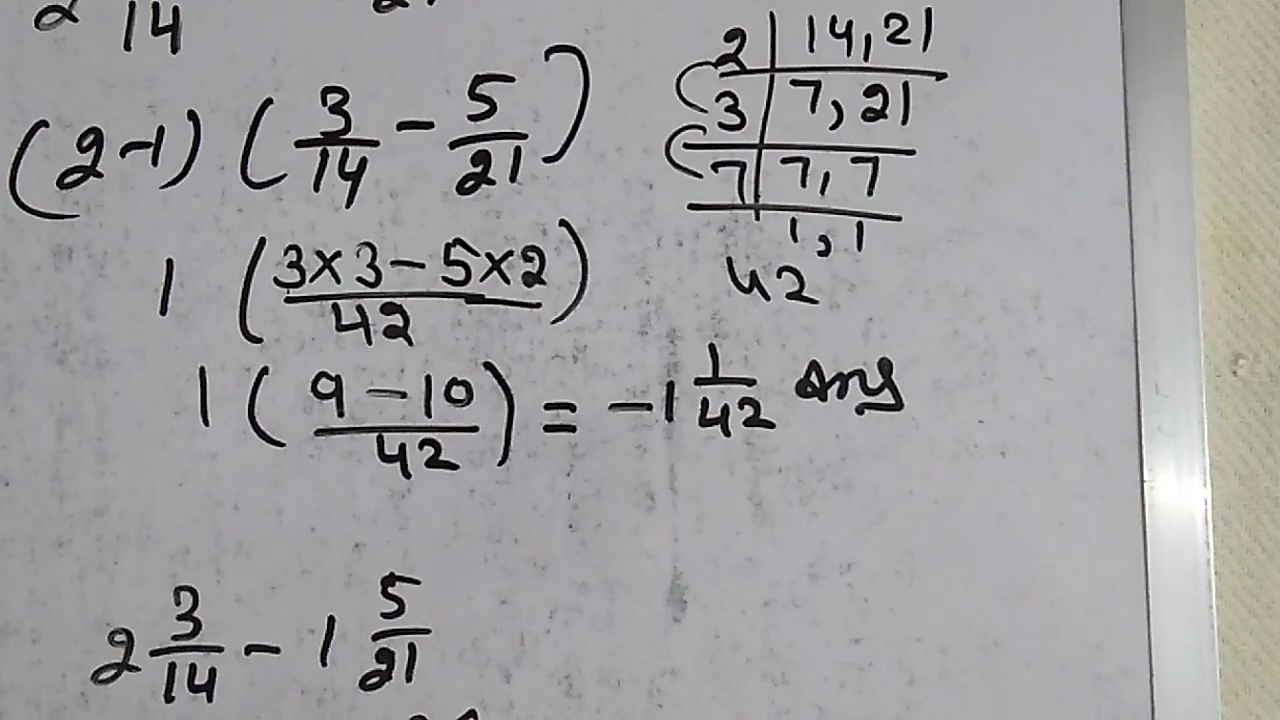 2 14 21
(2-1) (3/14 - 5/21)
1 (3×3-5×2/42)
1 (9-10/42) = -1 1/42 Ans
2 | 14, 21
3 | 7, 21
7 | 7, 7
1, 1
42
2 3/14 - 1 5/21